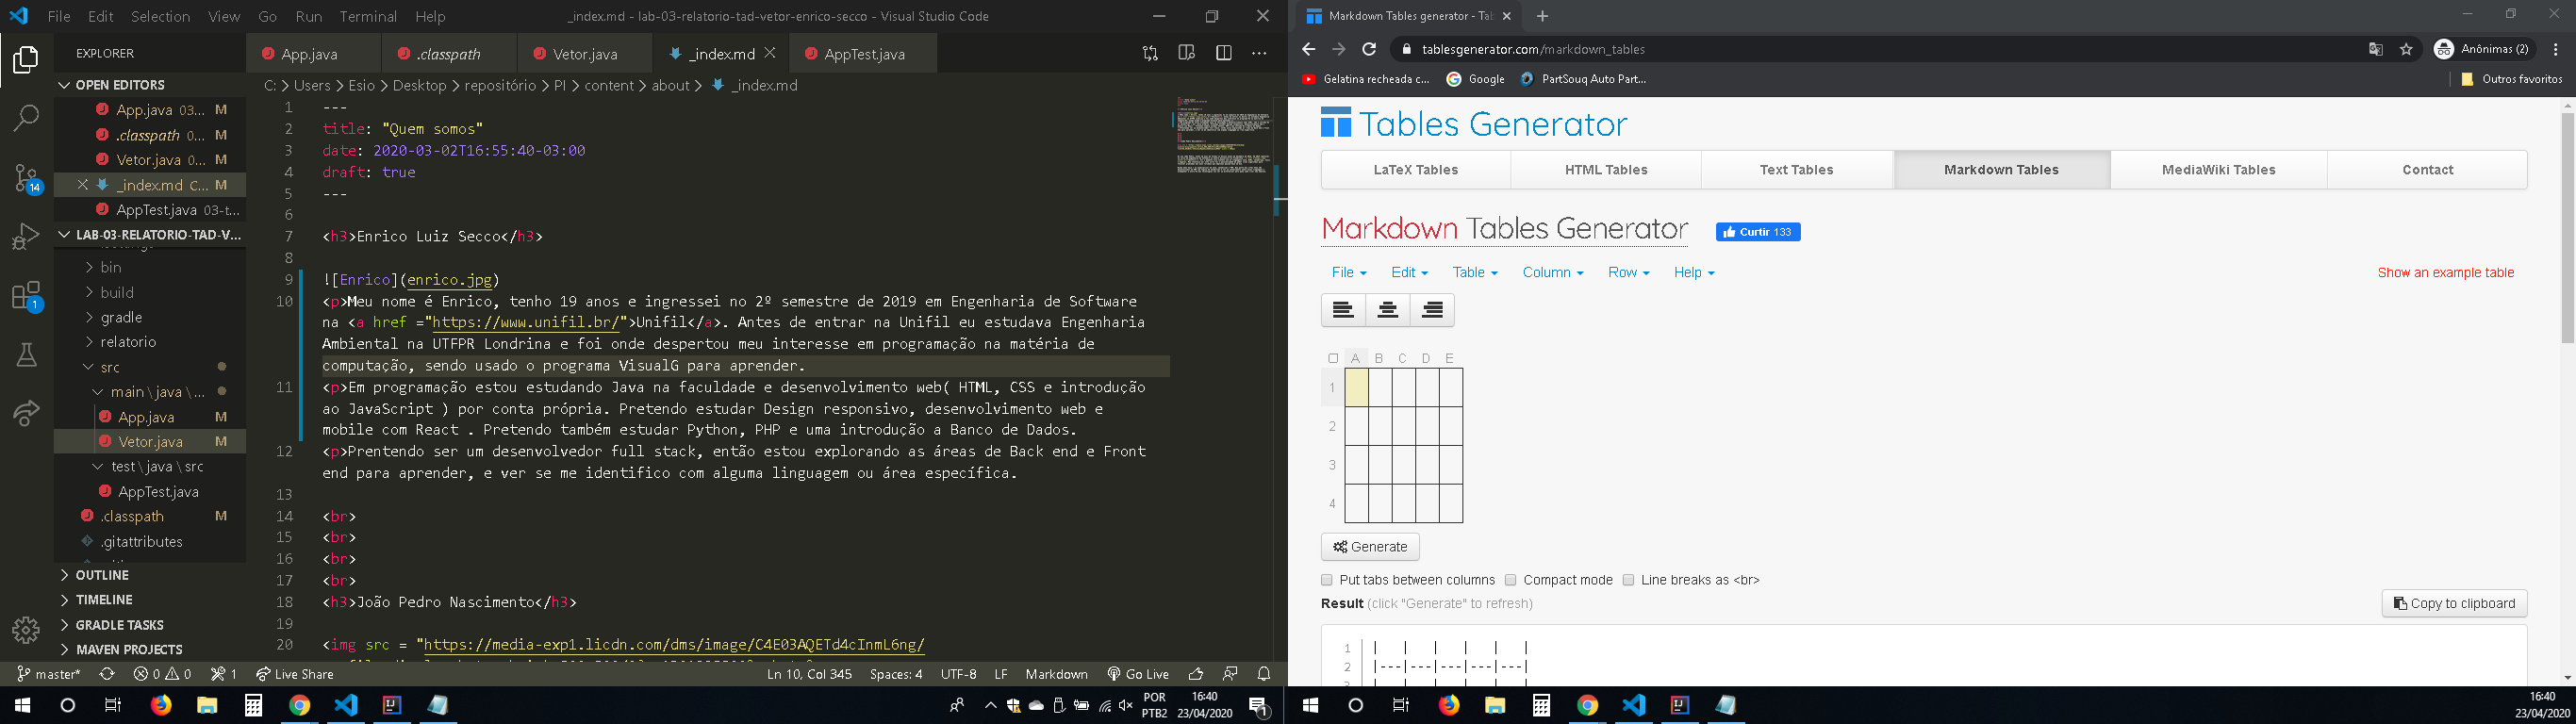 File Edit Selection View Go Run Terminal Help
_index.md - lab-03-relatorio-tad-vetor-enrico-secco - Visual Studio Code
EXPLORER
App.java
.classpath
Vetor.java
_index.md
AppTest.java
OPEN EDITORS
App.java 03... M
.classpath 0... M
Vetor.java 0... M
_index.md C... M
AppTest.java 03-t...
LAB-03-RELATORIO-TAD-V...
bin
build
gradle
relatorio
src
main\java\...
App.java M
Vetor.java M
test\java\src
AppTest.java
.classpath M
.gitattributes
OUTLINE
TIMELINE
GRADLE TASKS
MAVEN PROJECTS
14
1
C: > Users > Esio > Desktop > repositório > PI > content > about > _index.md
1 ---
2 title: "Quem somos"
3 date: 2020-03-02T16:55:40-03:00
4 draft: true
5 ---
6
7 <h3>Enrico Luiz Secco</h3>
8
9 ![Enrico](enrico.jpg)
10 <p>Meu nome é Enrico, tenho 19 anos e ingressei no 2º semestre de 2019 em Engenharia de Software
na <a href ="https://www.unifil.br/">Unifil</a>. Antes de entrar na Unifil eu estudava Engenharia
Ambiental na UTFPR Londrina e foi onde despertou meu interesse em programação na matéria de
computação, sendo usado o programa VisualG para aprender.
11 <p>Em programação estou estudando Java na faculdade e desenvolvimento web( HTML, CSS e introdução
ao JavaScript ) por conta própria. Pretendo estudar Design responsivo, desenvolvimento web e
mobile com React . Pretendo também estudar Python, PHP e uma introdução a Banco de Dados.
12 <p>Prentendo ser um desenvolvedor full stack, então estou explorando as áreas de Back end e Front
end para aprender, e ver se me identifico com alguma linguagem ou área específica.
13
14 <br>
15 <br>
16 <br>
17 <br>
18 <h3>João Pedro Nascimento</h3>
19
20 <img src = "https://media-exp1.licdn.com/dms/image/C4E03AQETd4cInmL6ng/
master* 0 0 1 Live Share
Ln 10, Col 345 Spaces: 4 UTF-8 LF Markdown Go Live
POR
PTB2
16:40
23/04/2020
1
Markdown Tables generator - Tab
tablesgenerator.com/markdown_tables
Anônimas (2)
Gelatina recheada c... Google PartSouq Auto Part...
Outros favoritos
Tables Generator
LaTeX Tables HTML Tables Text Tables Markdown Tables MediaWiki Tables Contact
Markdown Tables Generator
Curtir 133
File Edit Table Column Row Help
Show an example table
A B C D E
1
2
3
4
Generate
Put tabs between columns Compact mode Line breaks as <br>
Result (click "Generate" to refresh)
Copy to clipboard
1 | | | | | |
2 |---|---|---|---|---|
16:40
23/04/2020